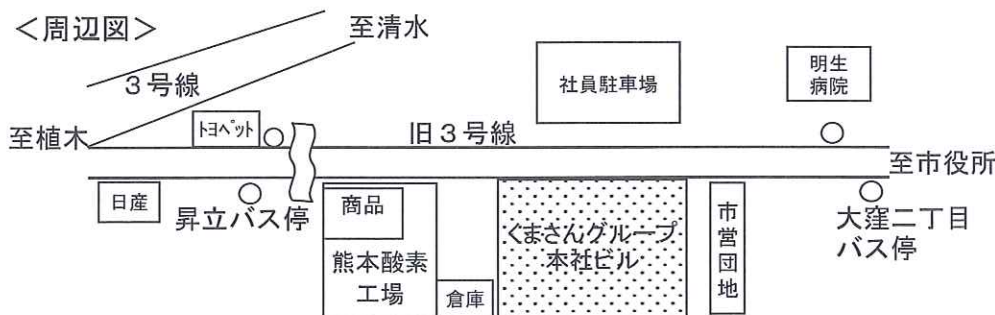 ＜周辺図＞
至清水
３号線
社員駐車場
明生
病院
至植木
トヨペット
旧３号線
至市役所
日産
昇立バス停
商品
熊本酸素
工場
倉庫
くまさんグループ
本社ビル
市営団地
大窪二丁目
バス停